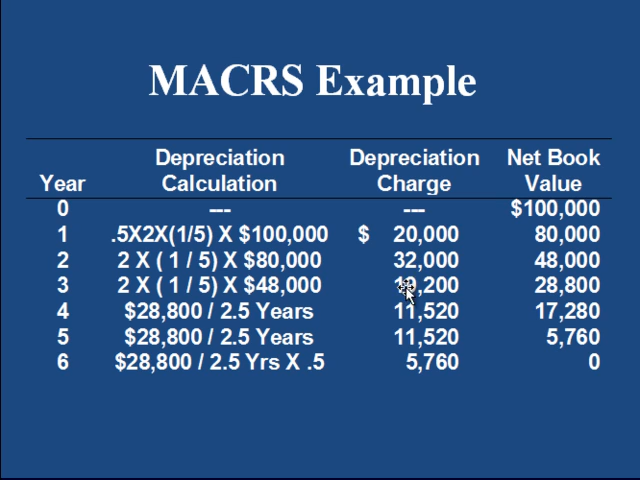 MACRS Example
Depreciation Depreciation Net Book
Year Calculation Charge Value
0 --- --- $100,000
1 .5X2X(1/5) X $100,000 $ 20,000 80,000
2 2 X ( 1 / 5) X $80,000 32,000 48,000
3 2 X ( 1 / 5) X $48,000 28,800
4 $28,800 / 2.5 Years 11,520 17,280
5 $28,800 / 2.5 Years 11,520 5,760
6 $28,800 / 2.5 Yrs X .5 5,760 0